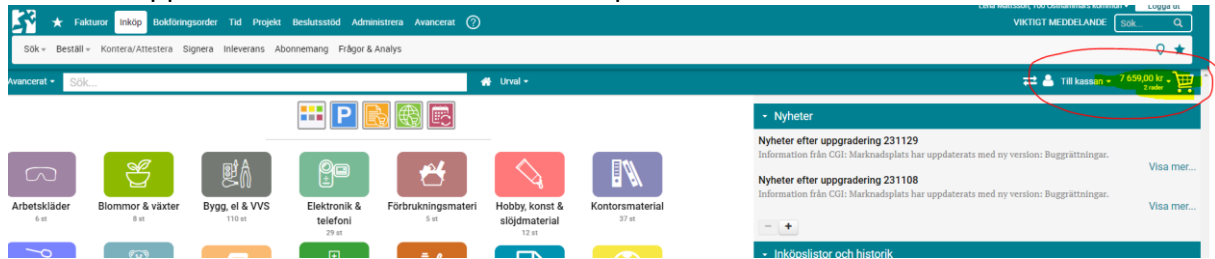 Lena Mattsson, 700 Östhammars kommun
Logga ut
Fakturor Inköp Bokföringsorder Tid Projekt Beslutsstöd Administrera Avancerat ?
VIKTIGT MEDDELANDE Sök...
Sök Beställ Kontera/Attestera Signera Inleverans Abonnemang Frågor & Analys
Avancerat Sök... Urval
Till kassan 7 659,00 kr
2 rader
P
Nyheter
Nyheter efter uppgradering 231129
Information från CGI: Marknadsplats har uppdaterats med ny version: Buggrättningar.
Visa mer...
Nyheter efter uppgradering 231108
Information från CGI: Marknadsplats har uppdaterats med ny version: Buggrättningar.
Visa mer...
- +
Inköpslistor och historik
Arbetskläder
6 st
Blommor & växter
8 st
Bygg, el & VVS
110 st
Elektronik &
telefoni
29 st
Förbrukningsmateri
5 st
Hobby, konst &
slöjdmaterial
12 st
Kontorsmaterial
37 st